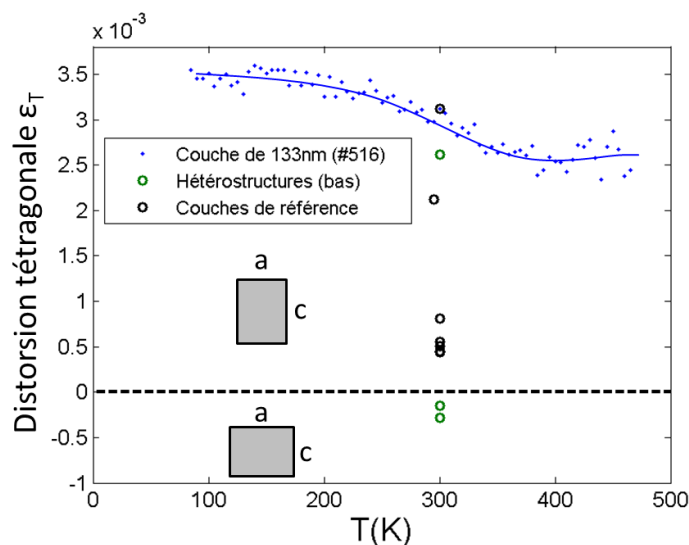 x 10⁻³
Distorsion tétragonale ε_T
3.5
3
2.5
2
1.5
1
0.5
0
-0.5
-1
Couche de 133nm (#516)
Hétérostructures (bas)
Couches de référence
a
c
a
c
0
100
200
300
400
500
T(K)